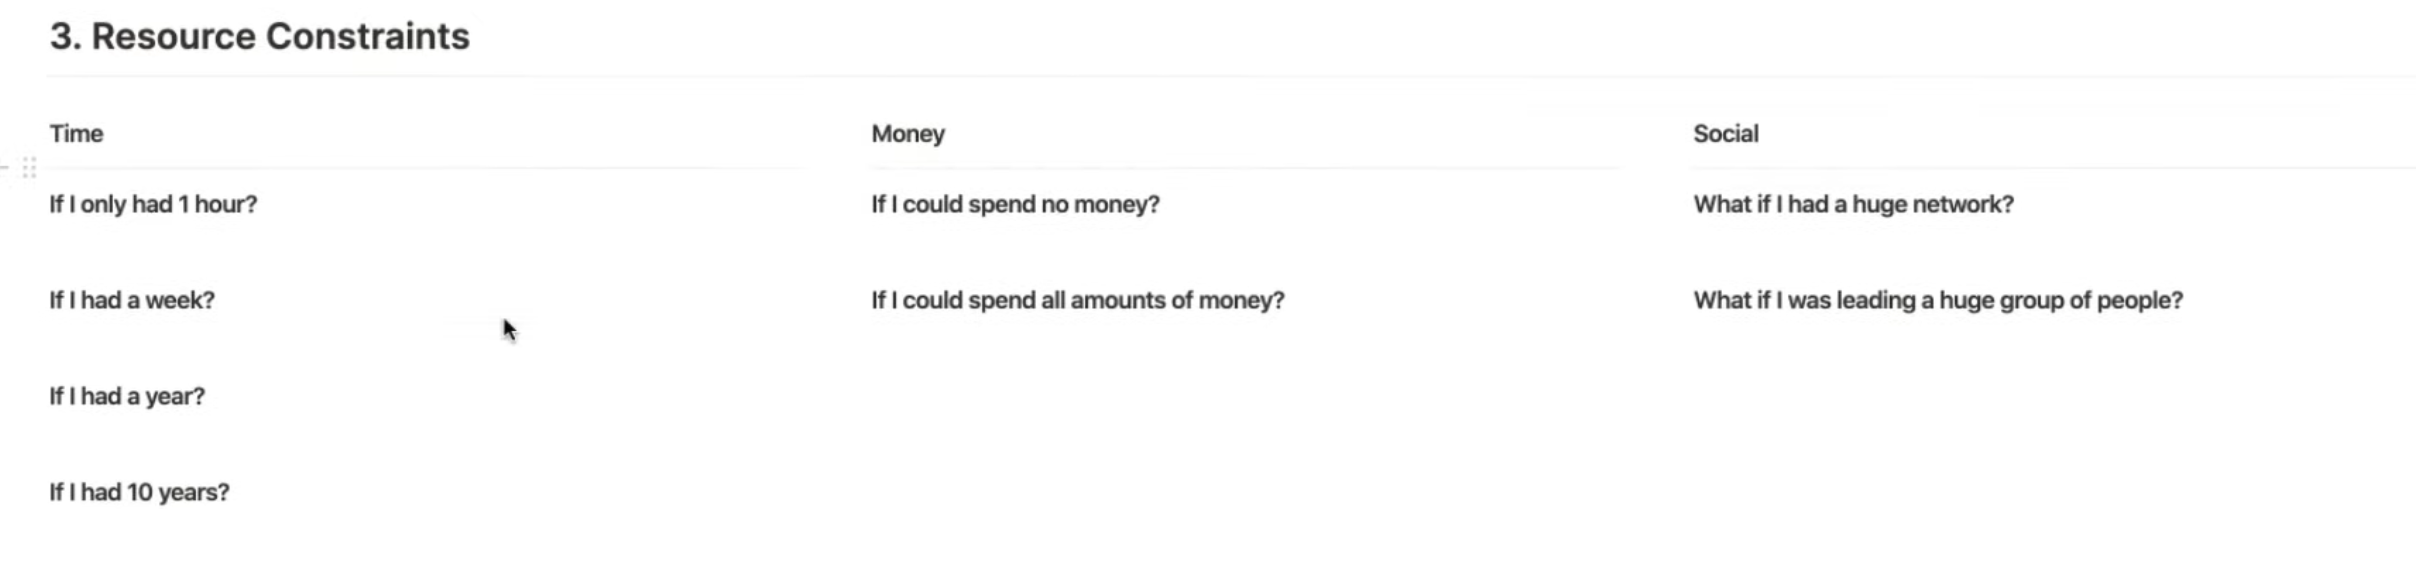 3. Resource Constraints
Time
If I only had 1 hour?
If I had a week?
If I had a year?
If I had 10 years?
Money
If I could spend no money?
If I could spend all amounts of money?
Social
What if I had a huge network?
What if I was leading a huge group of people?